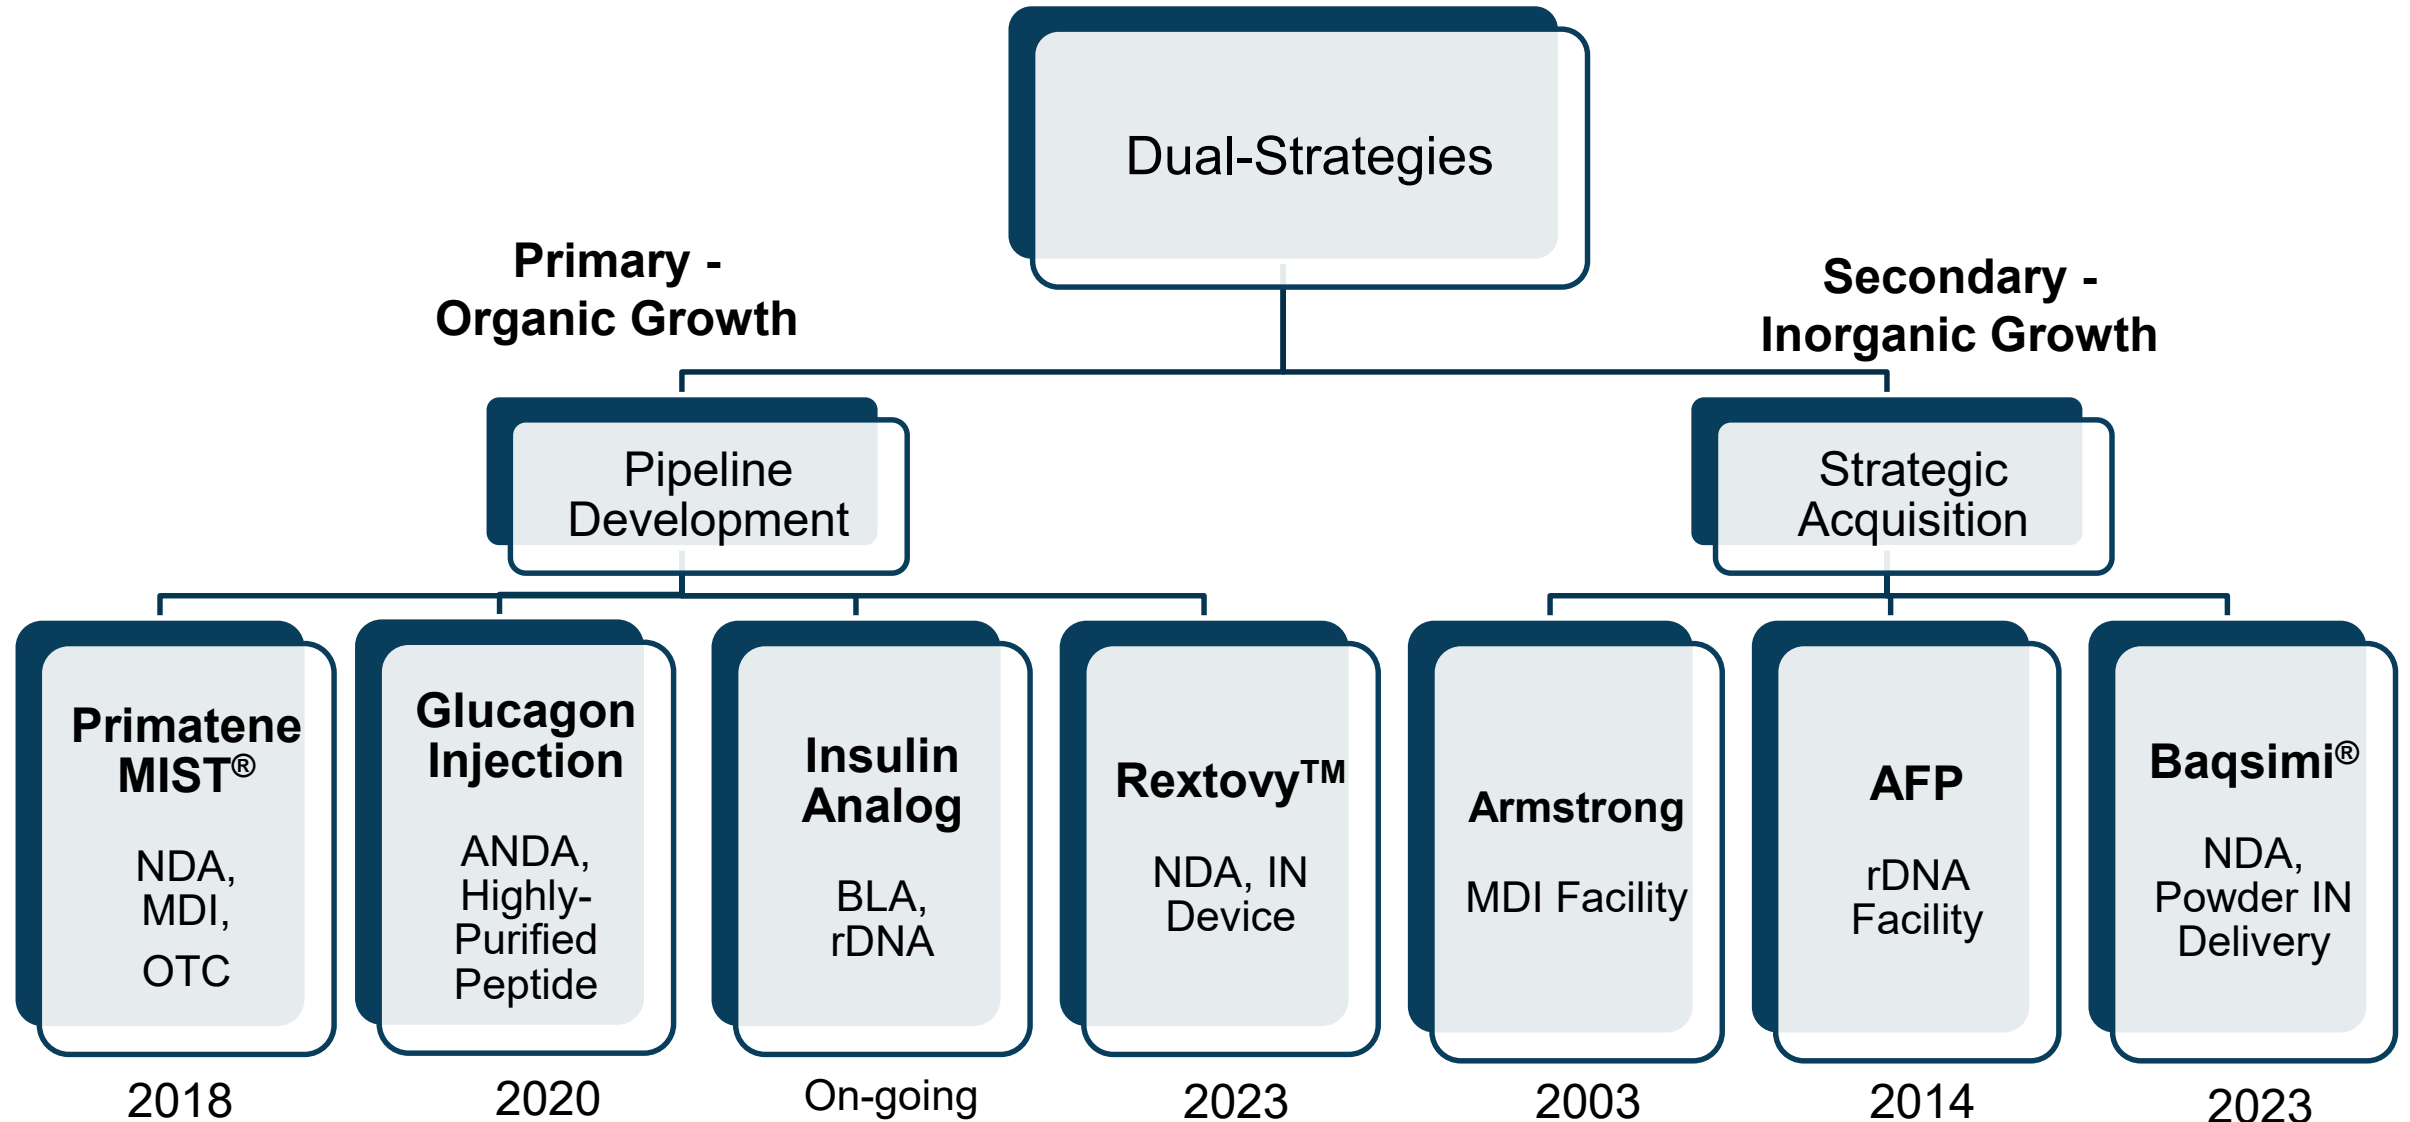 Dual-Strategies
Primary -
Organic Growth
Secondary -
Inorganic Growth
Pipeline
Development
Strategic
Acquisition
Primatene
MIST®
NDA,
MDI,
OTC
2018
Glucagon
Injection
ANDA,
Highly-
Purified
Peptide
2020
Insulin
Analog
BLA,
rDNA
On-going
Rextovy™
NDA, IN
Device
2023
Armstrong
MDI Facility
2003
AFP
rDNA
Facility
2014
Baqsimi®
NDA,
Powder IN
Delivery
2023